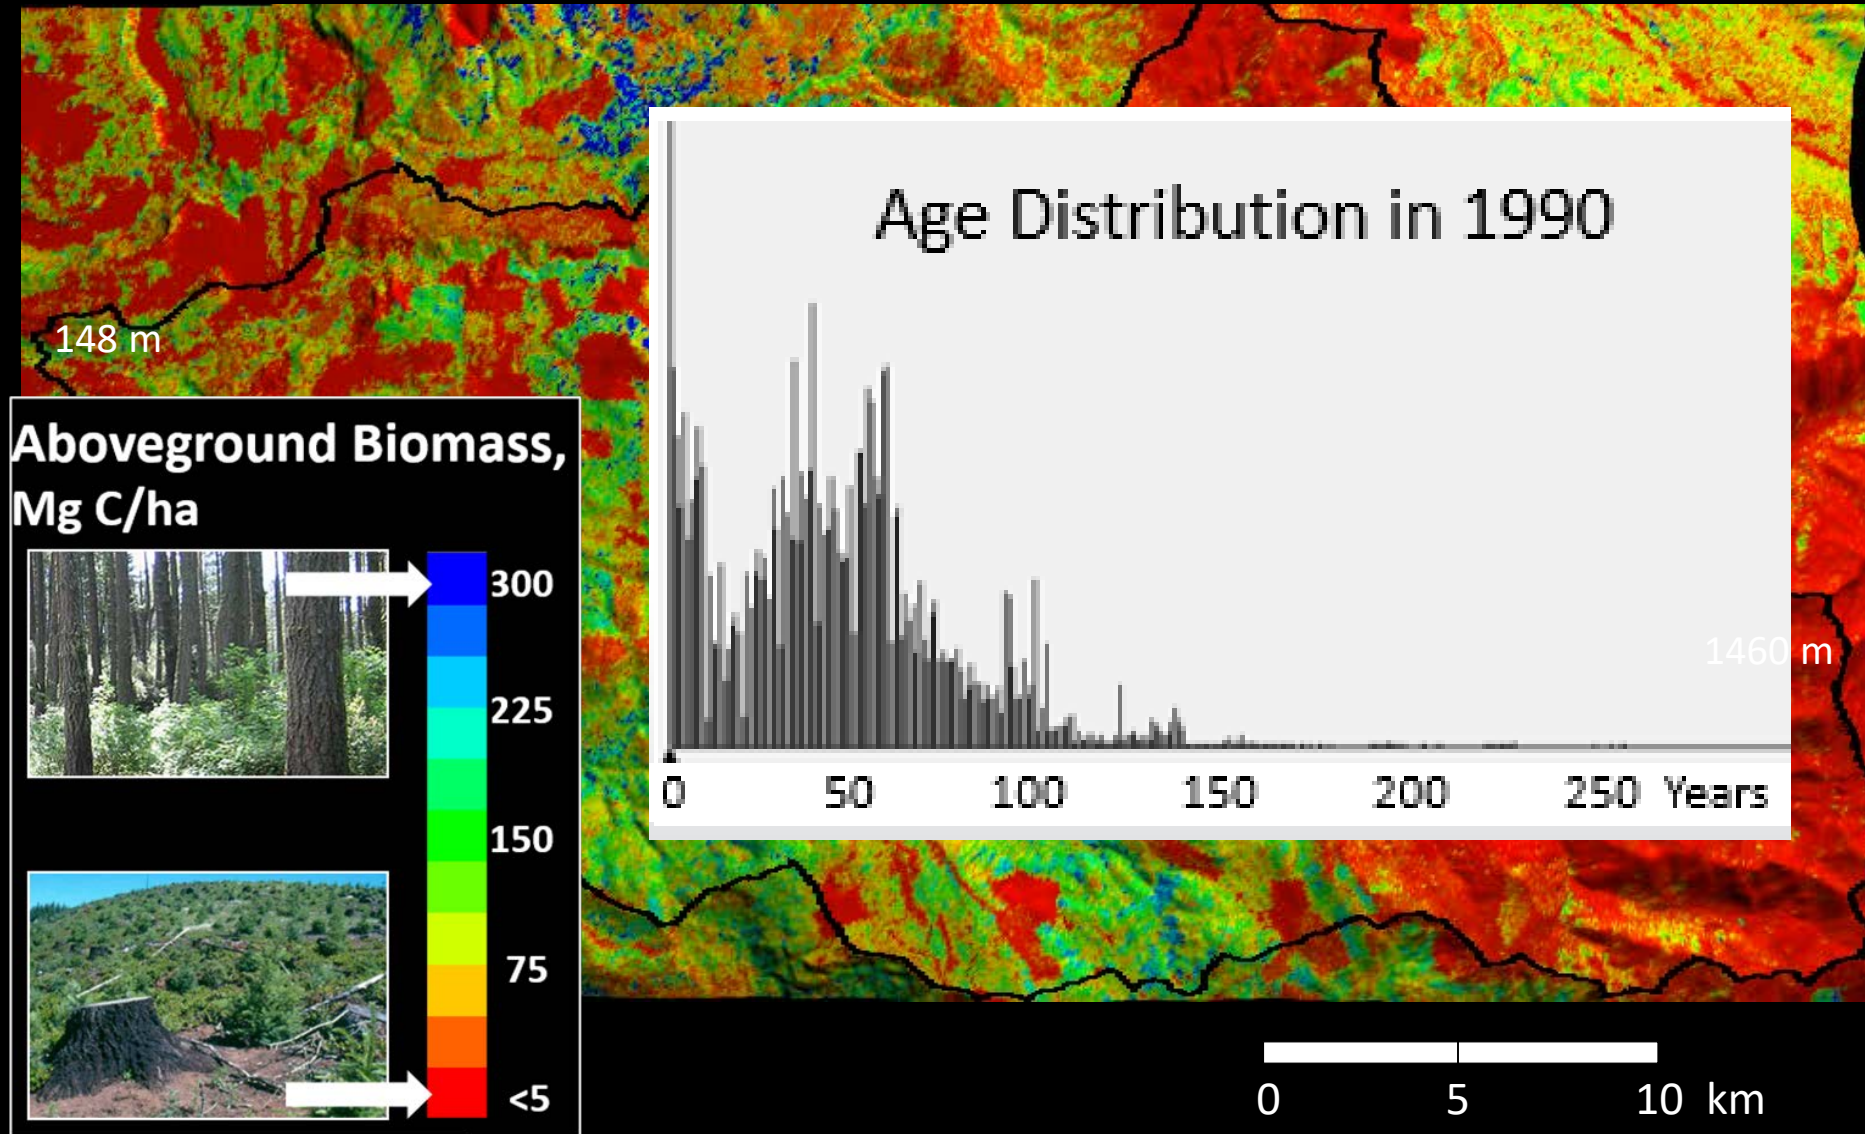 Age Distribution in 1990
148 m
Aboveground Biomass,
Mg C/ha
300
225
150
75
<5
1460 m
0 50 100 150 200 250 Years
0 5 10 km